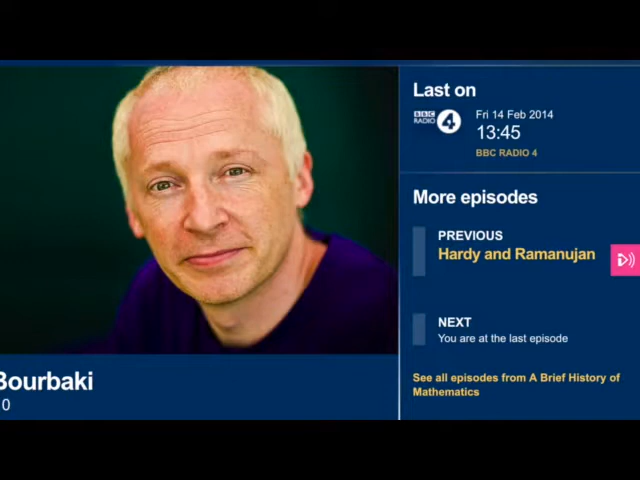 Last on
BBC
RADIO 4
Fri 14 Feb 2014
13:45
BBC RADIO 4
More episodes
PREVIOUS
Hardy and Ramanujan
NEXT
You are at the last episode
See all episodes from A Brief History of
Mathematics
Bourbaki
0